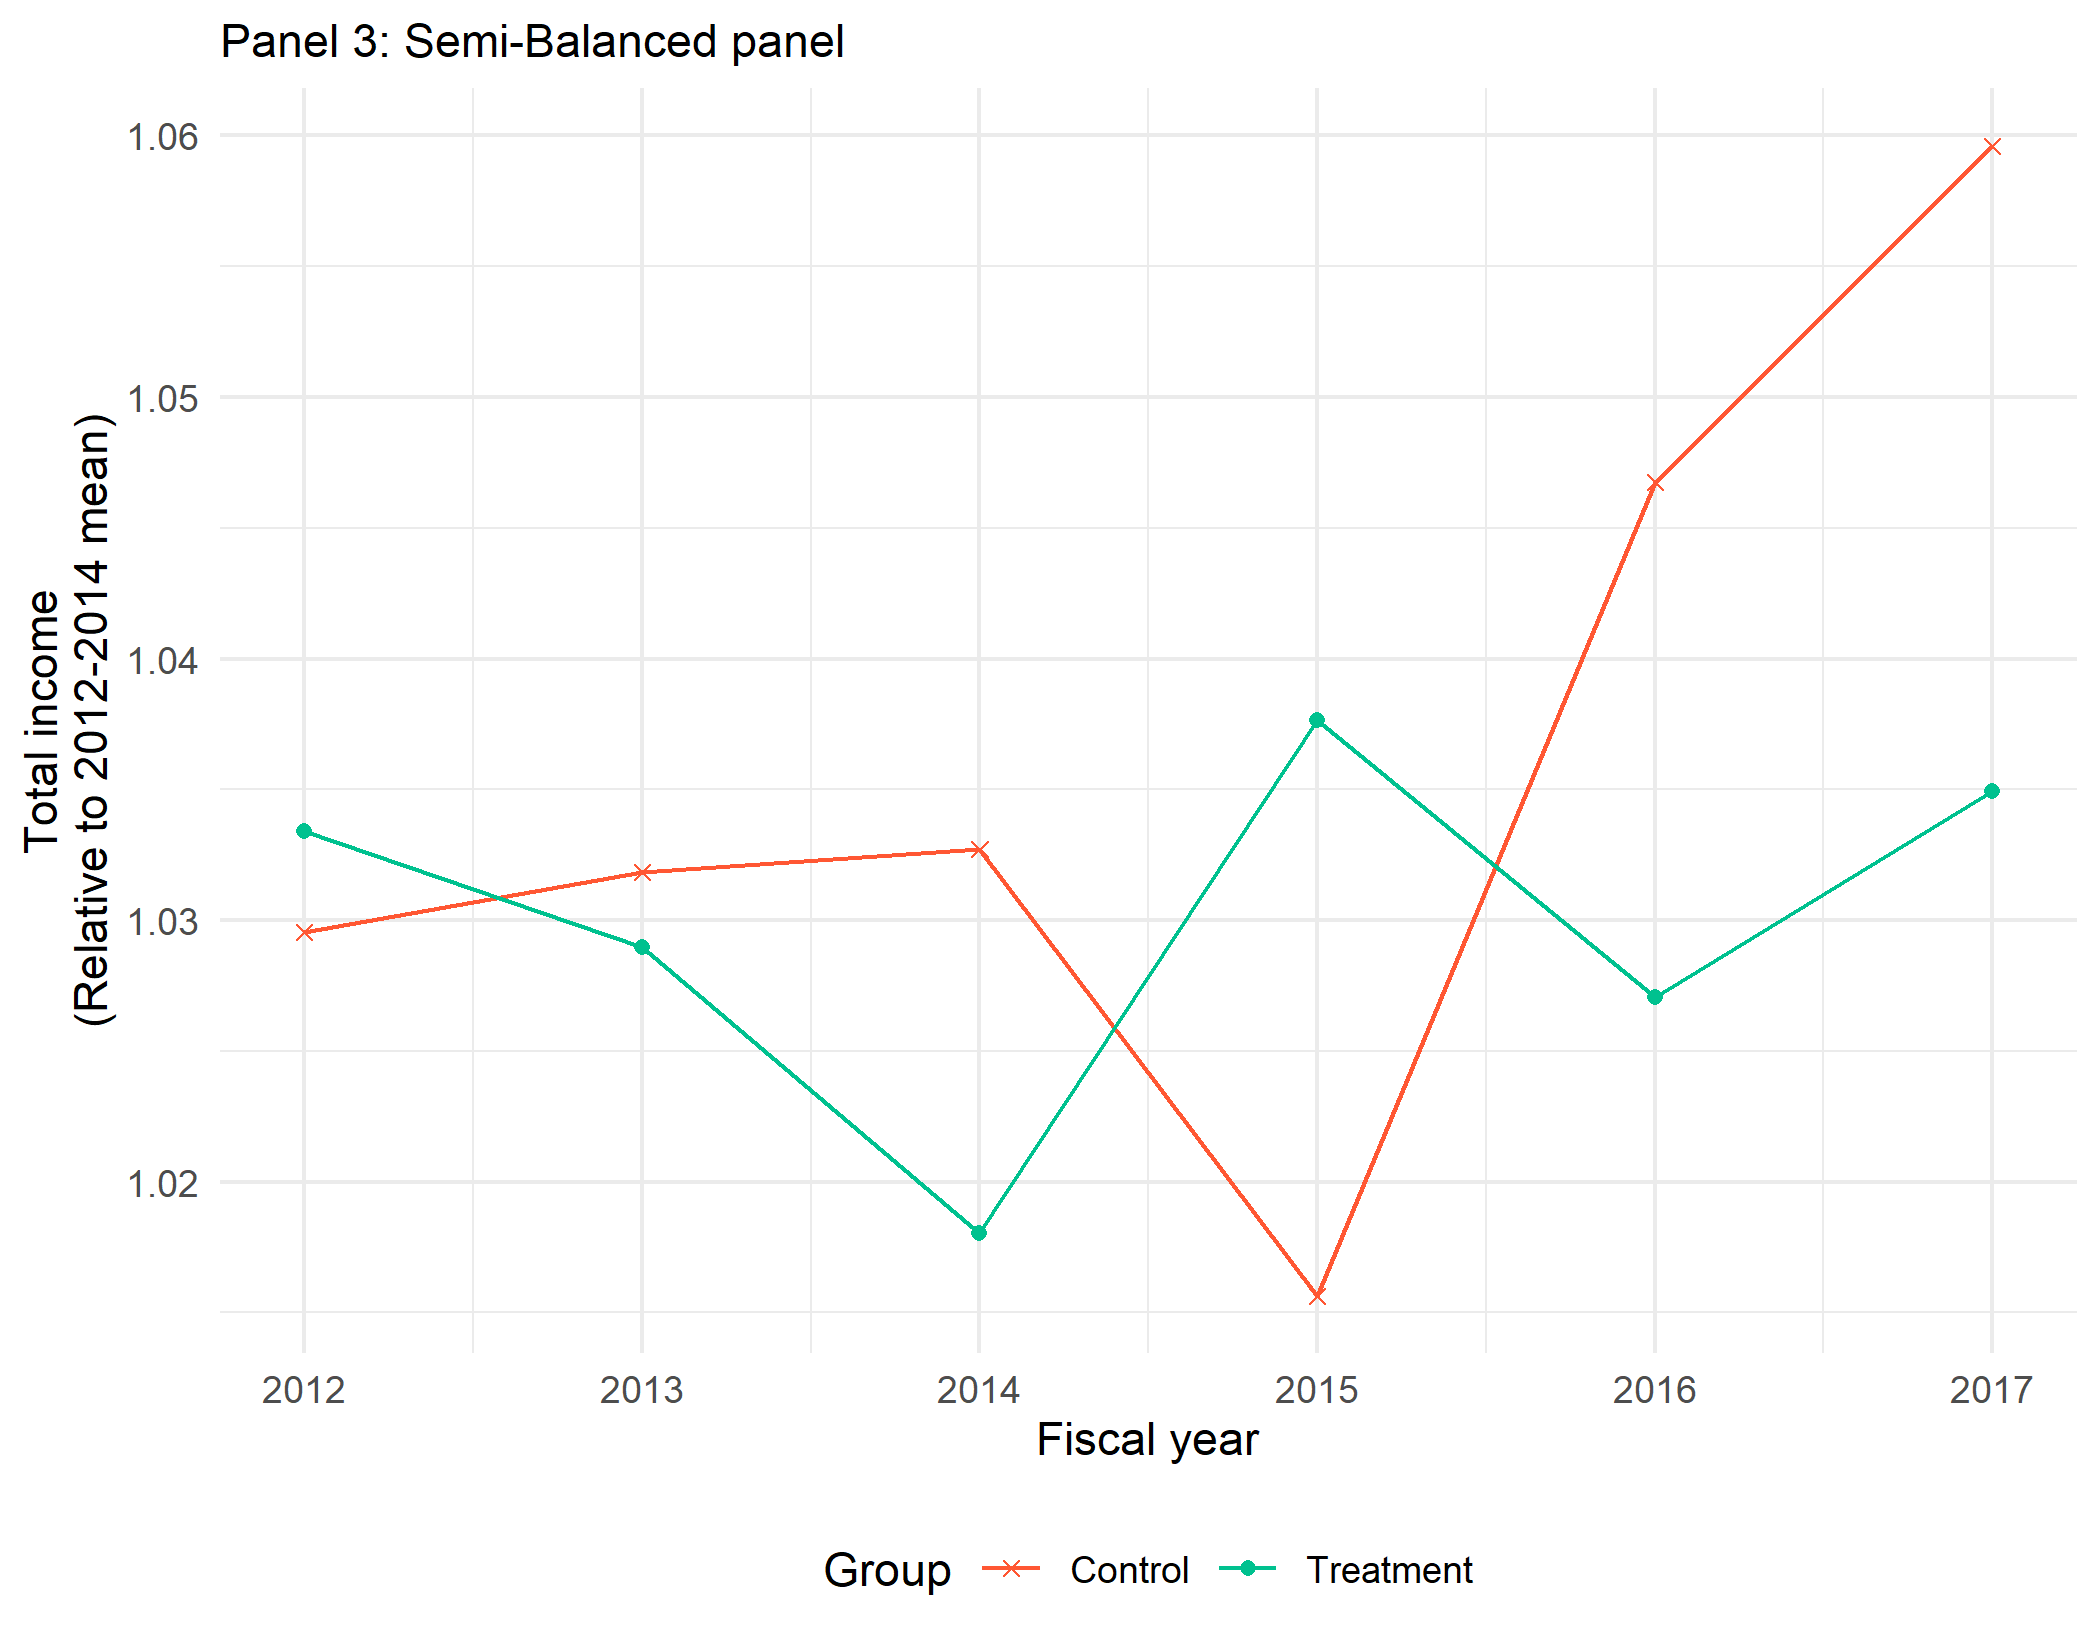 Panel 3: Semi-Balanced panel
Total income
(Relative to 2012-2014 mean)
1.06
1.05
1.04
1.03
1.02
2012 2013 2014 2015 2016 2017
Fiscal year
Group Control Treatment